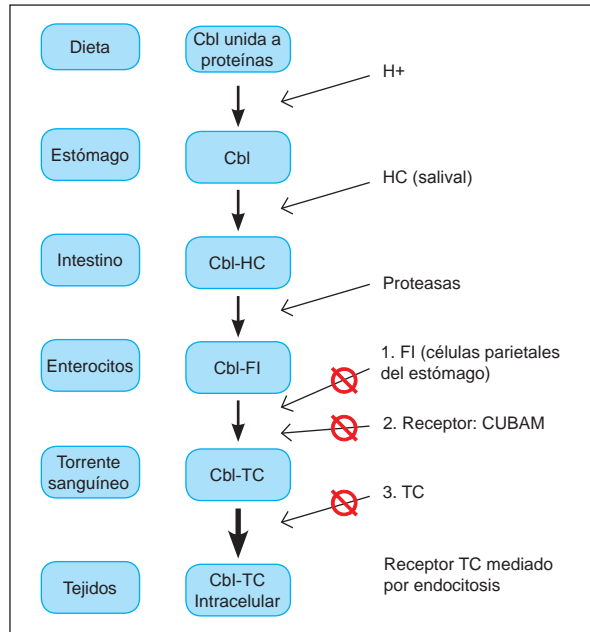 Dieta
Cbl unida a
proteínas
H+
Estómago
Cbl
HC (salival)
Intestino
Cbl-HC
Proteasas
Enterocitos
Cbl-FI
1. FI (células parietales
del estómago)
2. Receptor: CUBAM
Torrente
sanguíneo
Cbl-TC
3. TC
Tejidos
Cbl-TC
Intracelular
Receptor TC mediado
por endocitosis